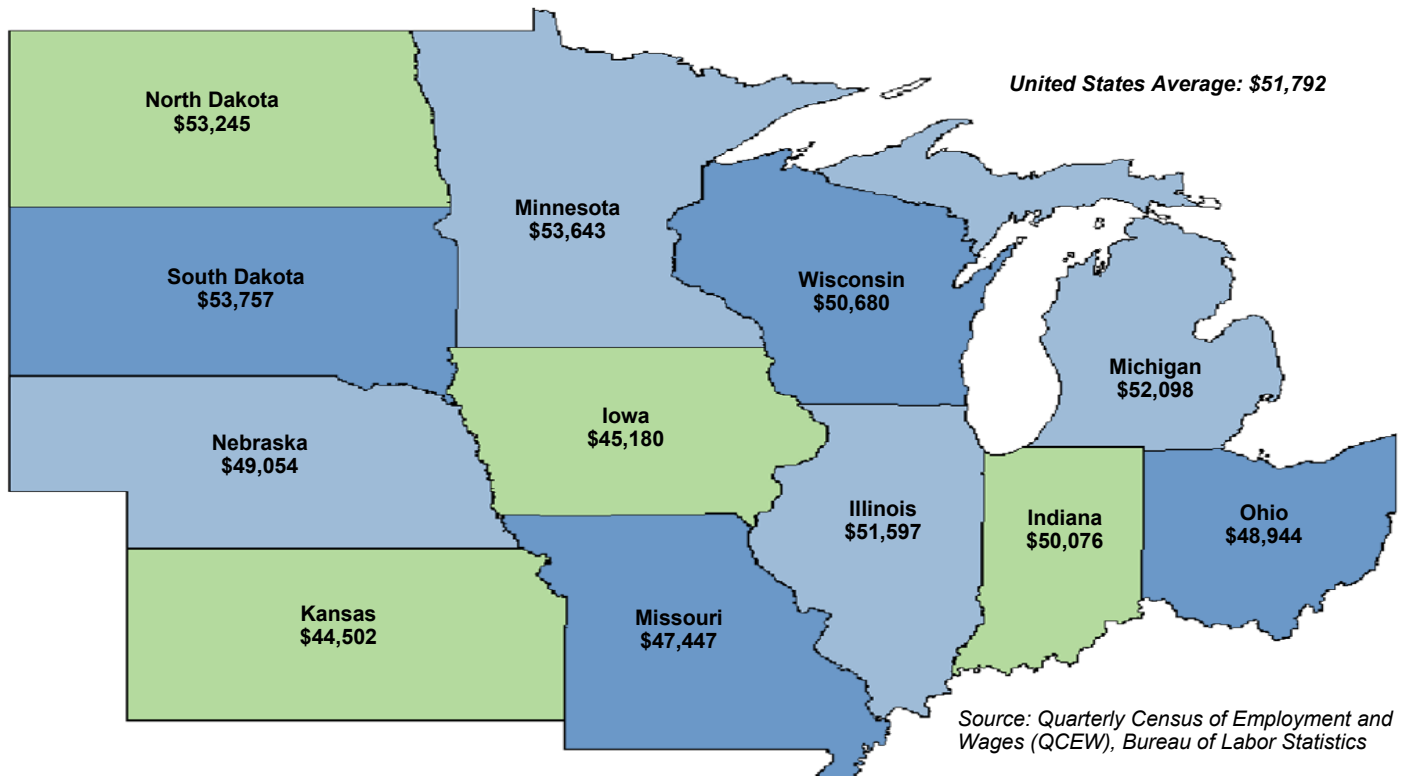 United States Average: $51,792
North Dakota
$53,245
Minnesota
$53,643
South Dakota
$53,757
Wisconsin
$50,680
Michigan
$52,098
Nebraska
$49,054
Iowa
$45,180
Illinois
$51,597
Indiana
$50,076
Ohio
$48,944
Kansas
$44,502
Missouri
$47,447
Source: Quarterly Census of Employment and
Wages (QCEW), Bureau of Labor Statistics